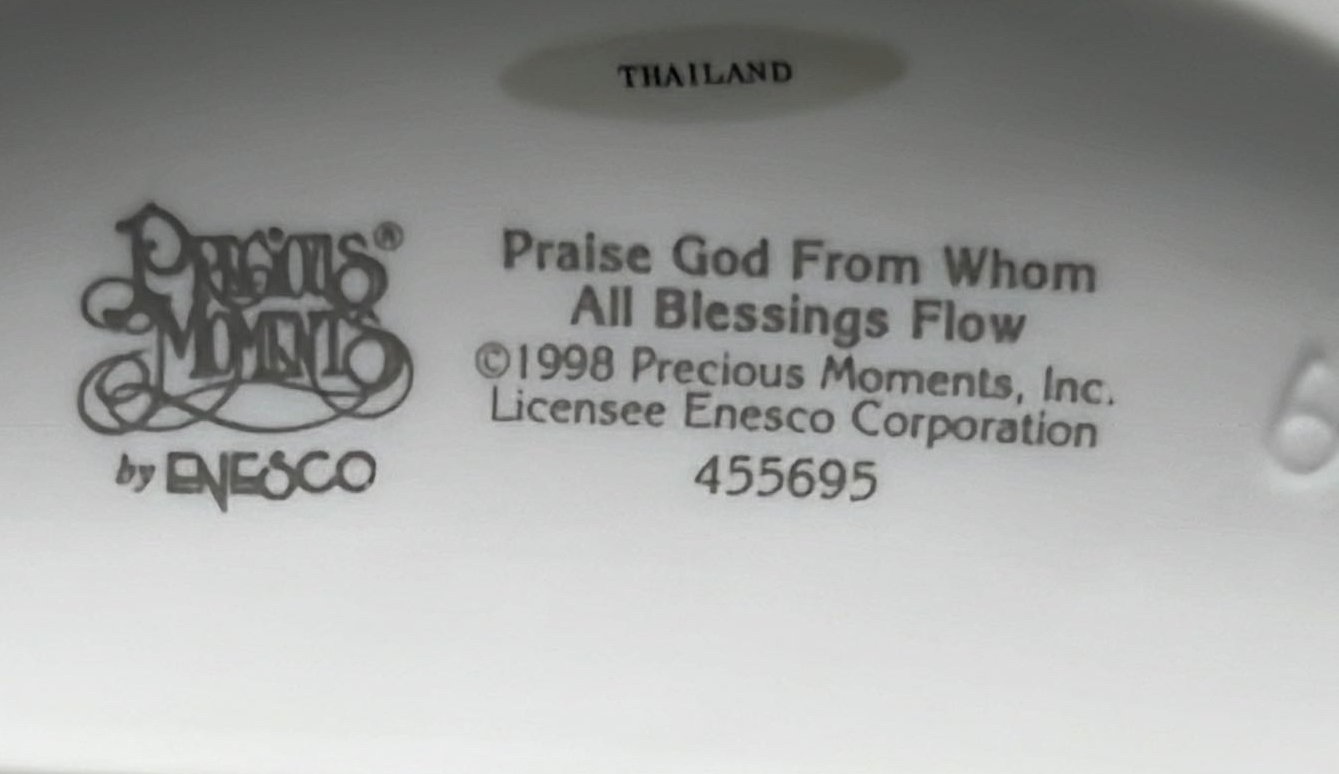 THAILAND
PRECIOUS®
MOMENTS
by ENESCO
Praise God From Whom
All Blessings Flow
©1998 Precious Moments, Inc.
Licensee Enesco Corporation
455695
6